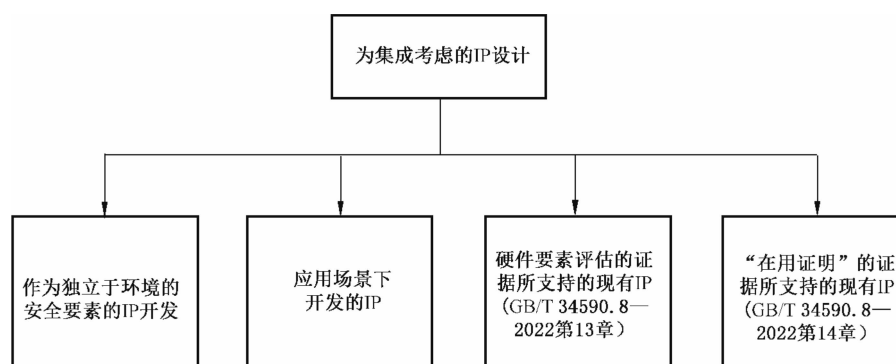 为集成考虑的IP设计
作为独立于环境的
安全要素的IP开发
应用场景下
开发的IP
硬件要素评估的证
据所支持的现有IP
(GB/T 34590.8—
2022第13章)
“在用证明”的证
据所支持的现有IP
(GB/T 34590.8—
2022第14章)